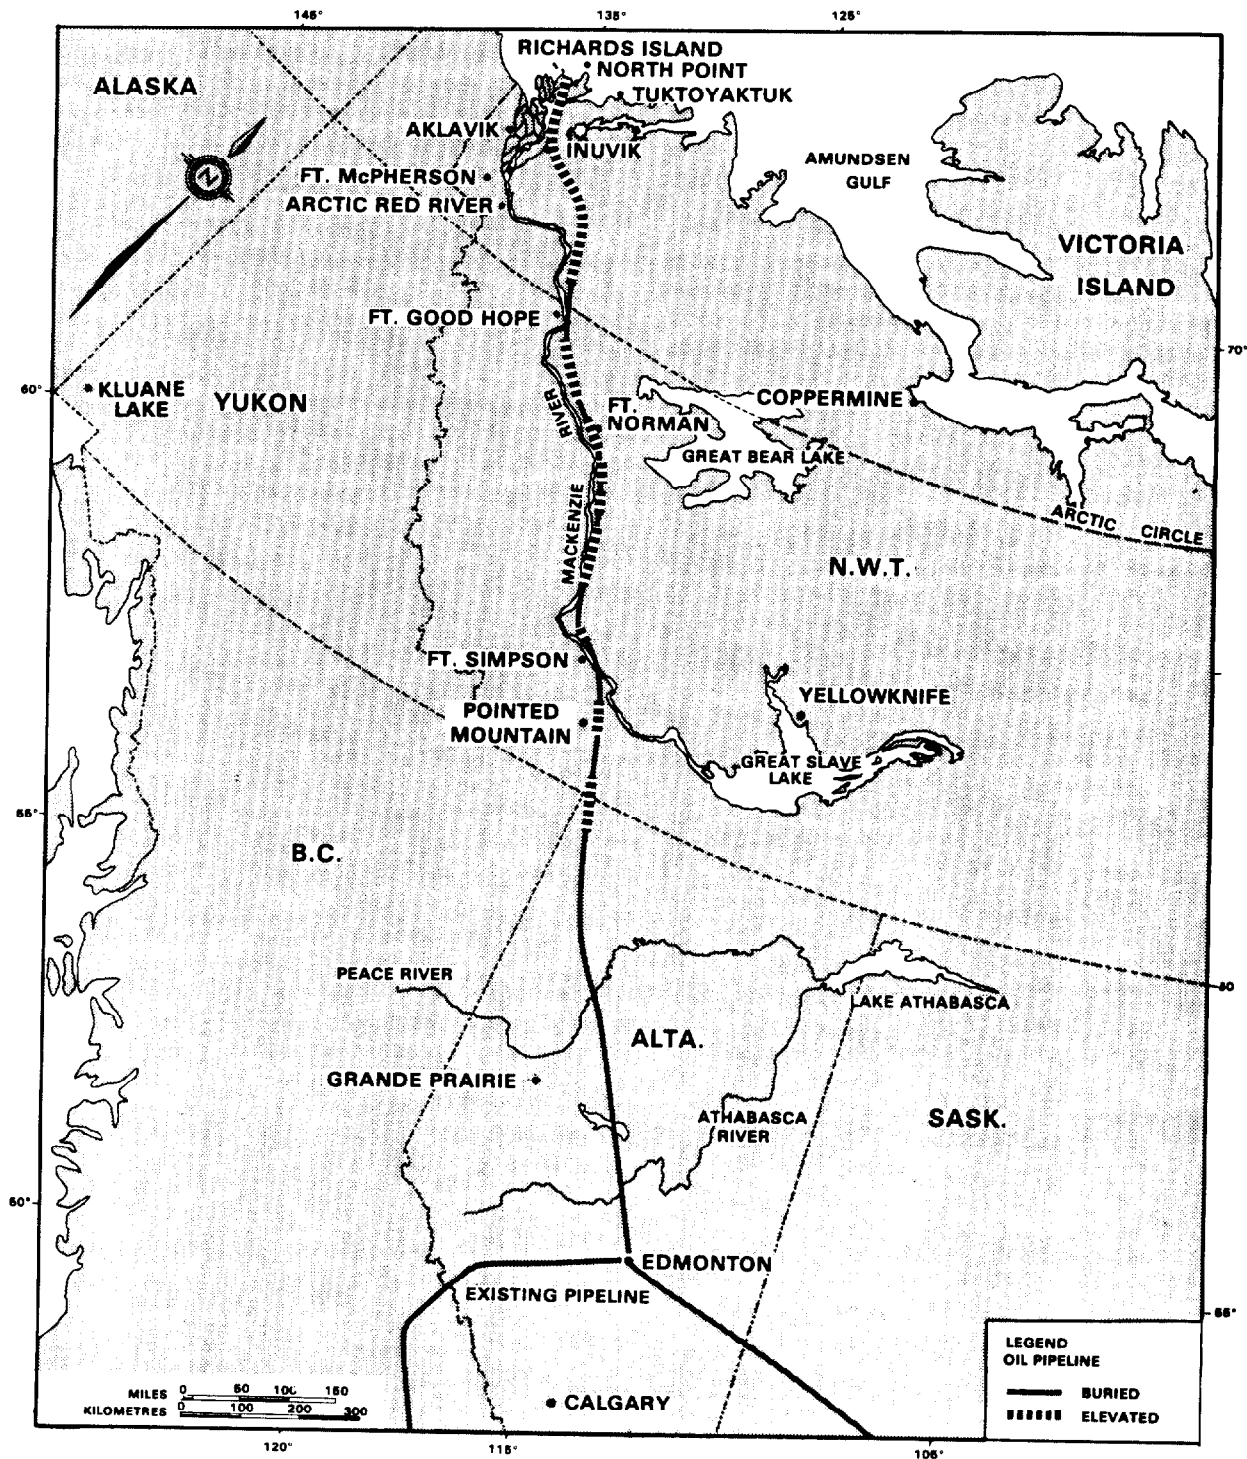 145°
135°
125°
RICHARDS ISLAND
NORTH POINT
TUKTOYAKTUK
ALASKA
AKLAVIK
INUVIK
N
FT. McPHERSON
ARCTIC RED RIVER
AMUNDSEN
GULF
VICTORIA
ISLAND
FT. GOOD HOPE
70°
60°
KLUANE
LAKE
YUKON
RIVER
FT.
NORMAN
COPPERMINE
GREAT BEAR LAKE
MACKENZIE
ARCTIC CIRCLE
N.W.T.
FT. SIMPSON
POINTED
MOUNTAIN
YELLOWKNIFE
GREAT SLAVE
LAKE
55°
B.C.
PEACE RIVER
LAKE ATHABASCA
60
ALTA.
GRANDE PRAIRIE
ATHABASCA
RIVER
SASK.
50°
EDMONTON
EXISTING PIPELINE
55°
LEGEND
OIL PIPELINE
BURIED
ELEVATED
MILES 0 50 100 150
KILOMETRES 0 100 200 300
CALGARY
120°
115°
105°